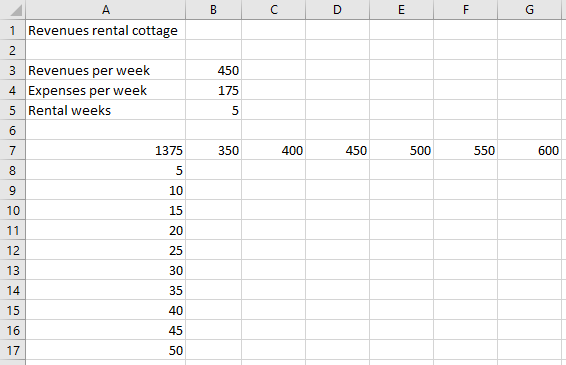 A B C D E F G
1 Revenues rental cottage
2
3 Revenues per week 450
4 Expenses per week 175
5 Rental weeks 5
6
7 1375 350 400 450 500 550 600
8 5
9 10
10 15
11 20
12 25
13 30
14 35
15 40
16 45
17 50